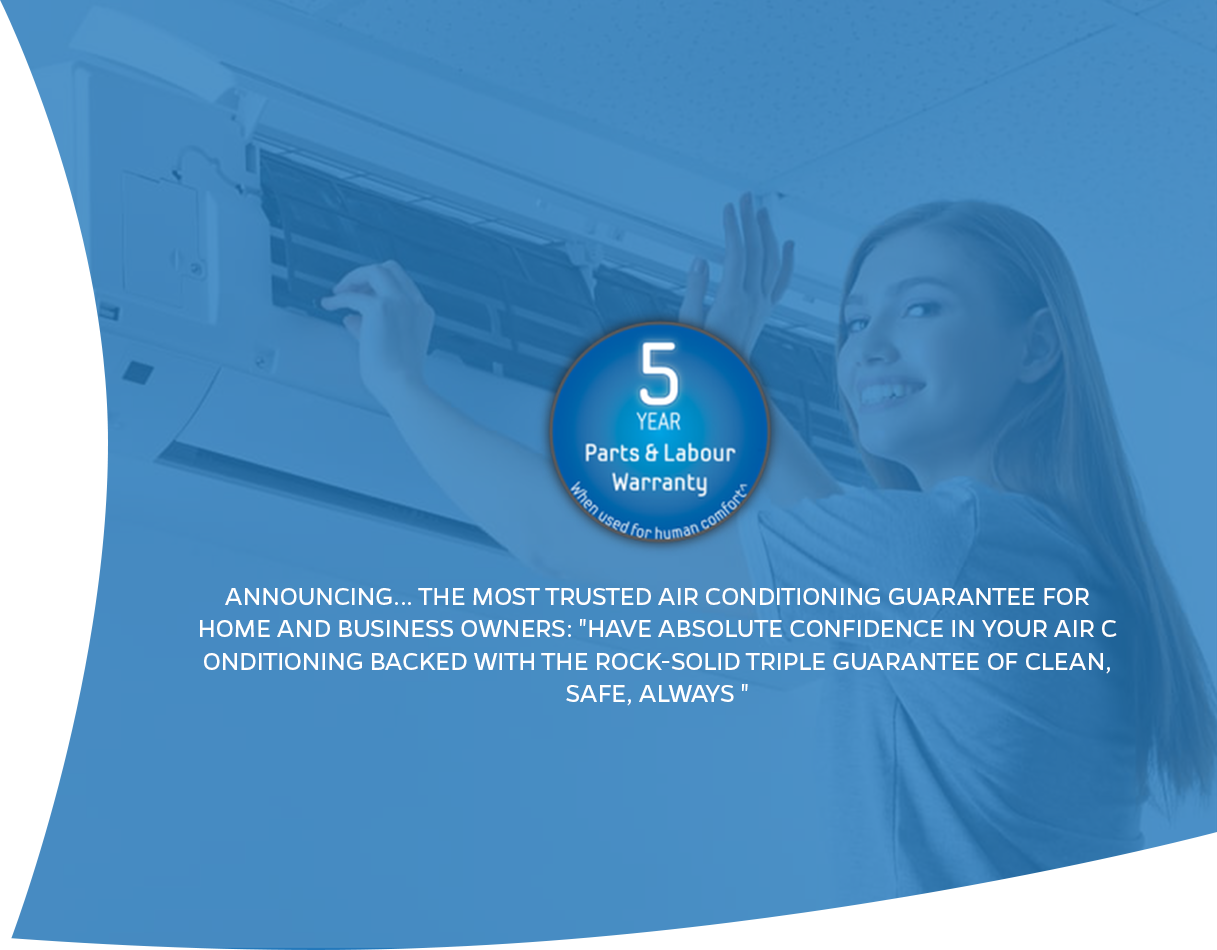 5
YEAR
Parts & Labour
Warranty
When used for human comfort^
ANNOUNCING... THE MOST TRUSTED AIR CONDITIONING GUARANTEE FOR
HOME AND BUSINESS OWNERS: "HAVE ABSOLUTE CONFIDENCE IN YOUR AIR C
ONDITIONING BACKED WITH THE ROCK-SOLID TRIPLE GUARANTEE OF CLEAN,
SAFE, ALWAYS "